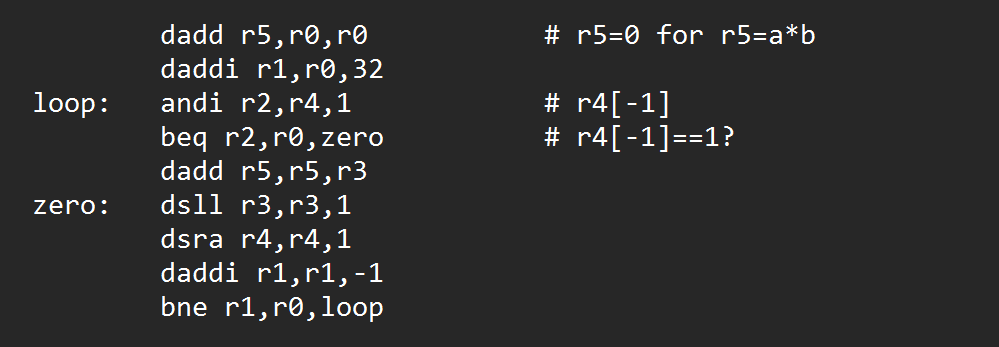 dadd r5,r0,r0 # r5=0 for r5=a*b
daddi r1,r0,32
loop: andi r2,r4,1 # r4[-1]
beq r2,r0,zero # r4[-1]==1?
dadd r5,r5,r3
zero: dsll r3,r3,1
dsra r4,r4,1
daddi r1,r1,-1
bne r1,r0,loop